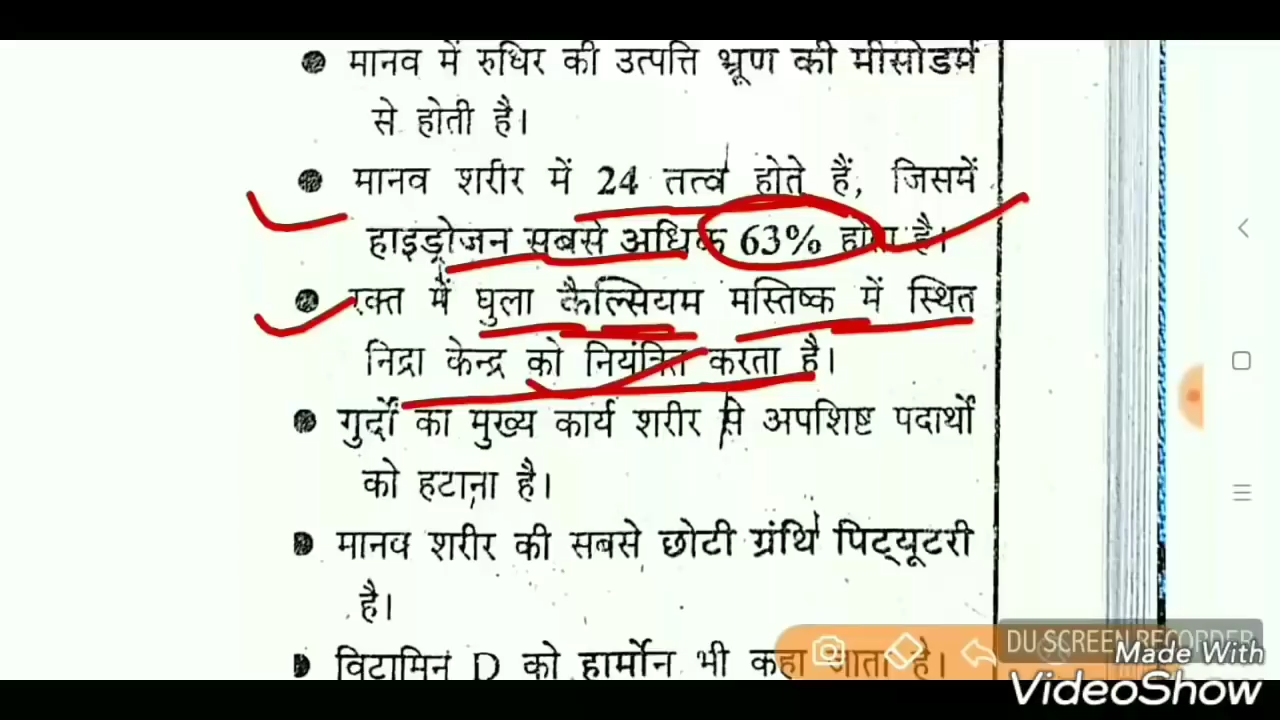 मानव में रुधिर की उत्पत्ति भ्रूण की मीसोडर्म
से होती है।
मानव शरीर में 24 तत्व होते हैं, जिसमें
हाइड्रोजन सबसे अधिक 63% होता है।
रक्त में घुला कैल्सियम मस्तिष्क में स्थित
निद्रा केन्द्र को नियंत्रित करता है।
गुर्दों का मुख्य कार्य शरीर से अपशिष्ट पदार्थों
को हटाना है।
मानव शरीर की सबसे छोटी ग्रंथि पिट्यूटरी
है।
विटामिन D को हार्मोन भी कहा जाता है।
DU SCREEN RECORDER
Made With
VideoShow